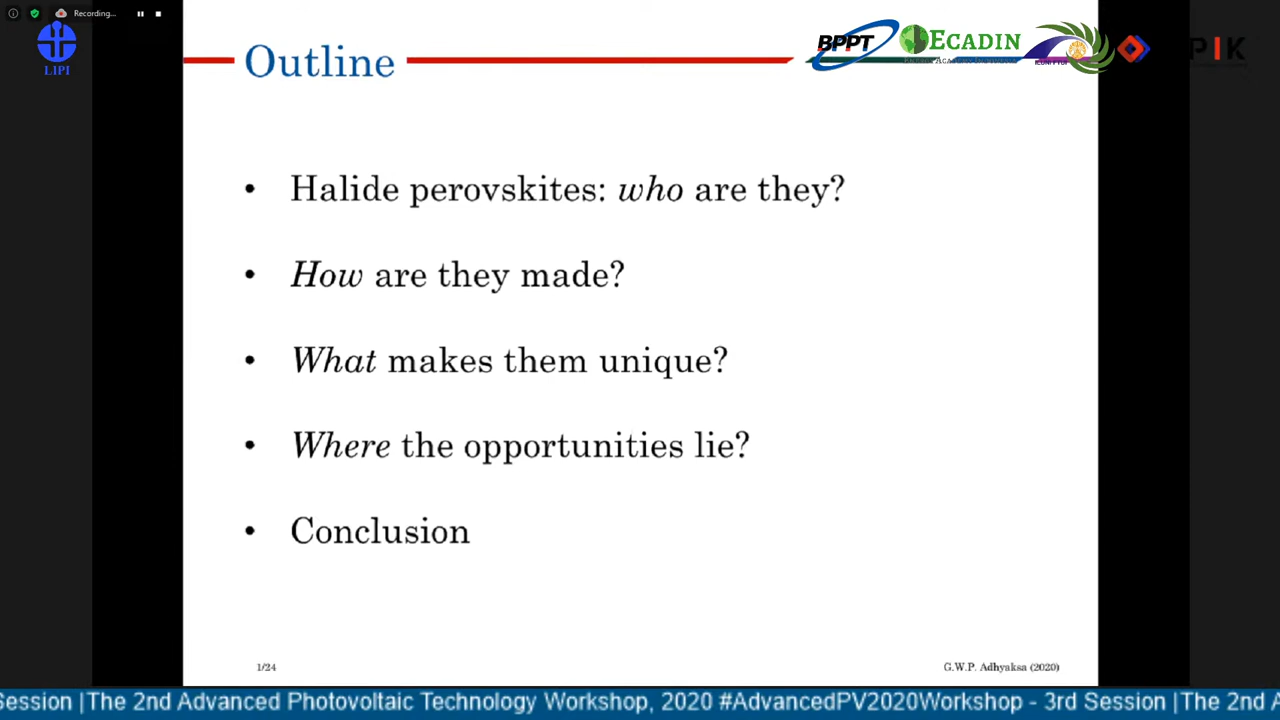 Recording...
LIPI
Outline
BPPT
ECADIN
P|K
• Halide perovskites: who are they?
• How are they made?
• What makes them unique?
• Where the opportunities lie?
• Conclusion
1/24
G.W.P. Adhyaksa (2020)
Session |The 2nd Advanced Photovoltaic Technology Workshop, 2020 #AdvancedPV2020Workshop - 3rd Session |The 2nd A